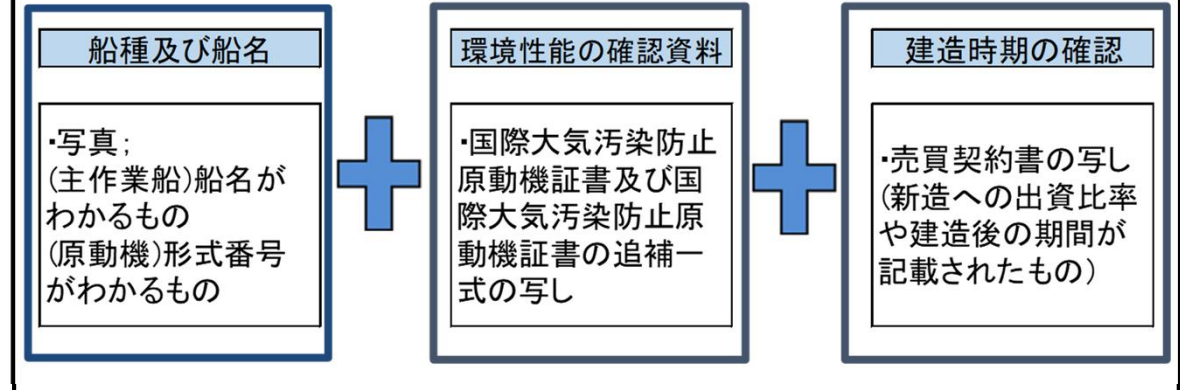 船種及び船名
・写真；
(主作業船)船名が
わかるもの
(原動機)形式番号
がわかるもの
環境性能の確認資料
・国際大気汚染防止
原動機証書及び国
際大気汚染防止原
動機証書の追補一
式の写し
建造時期の確認
・売買契約書の写し
(新造への出資比率
や建造後の期間が
記載されたもの)